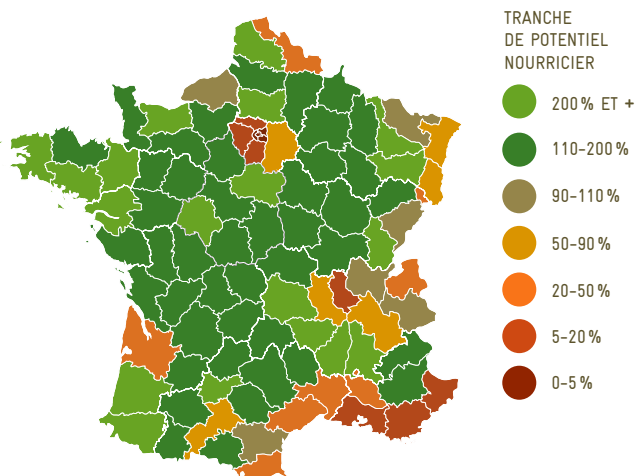 TRANCHE
DE POTENTIEL
NOURRICIER
200% ET +
110-200%
90-110%
50-90%
20-50%
5-20%
0-5%